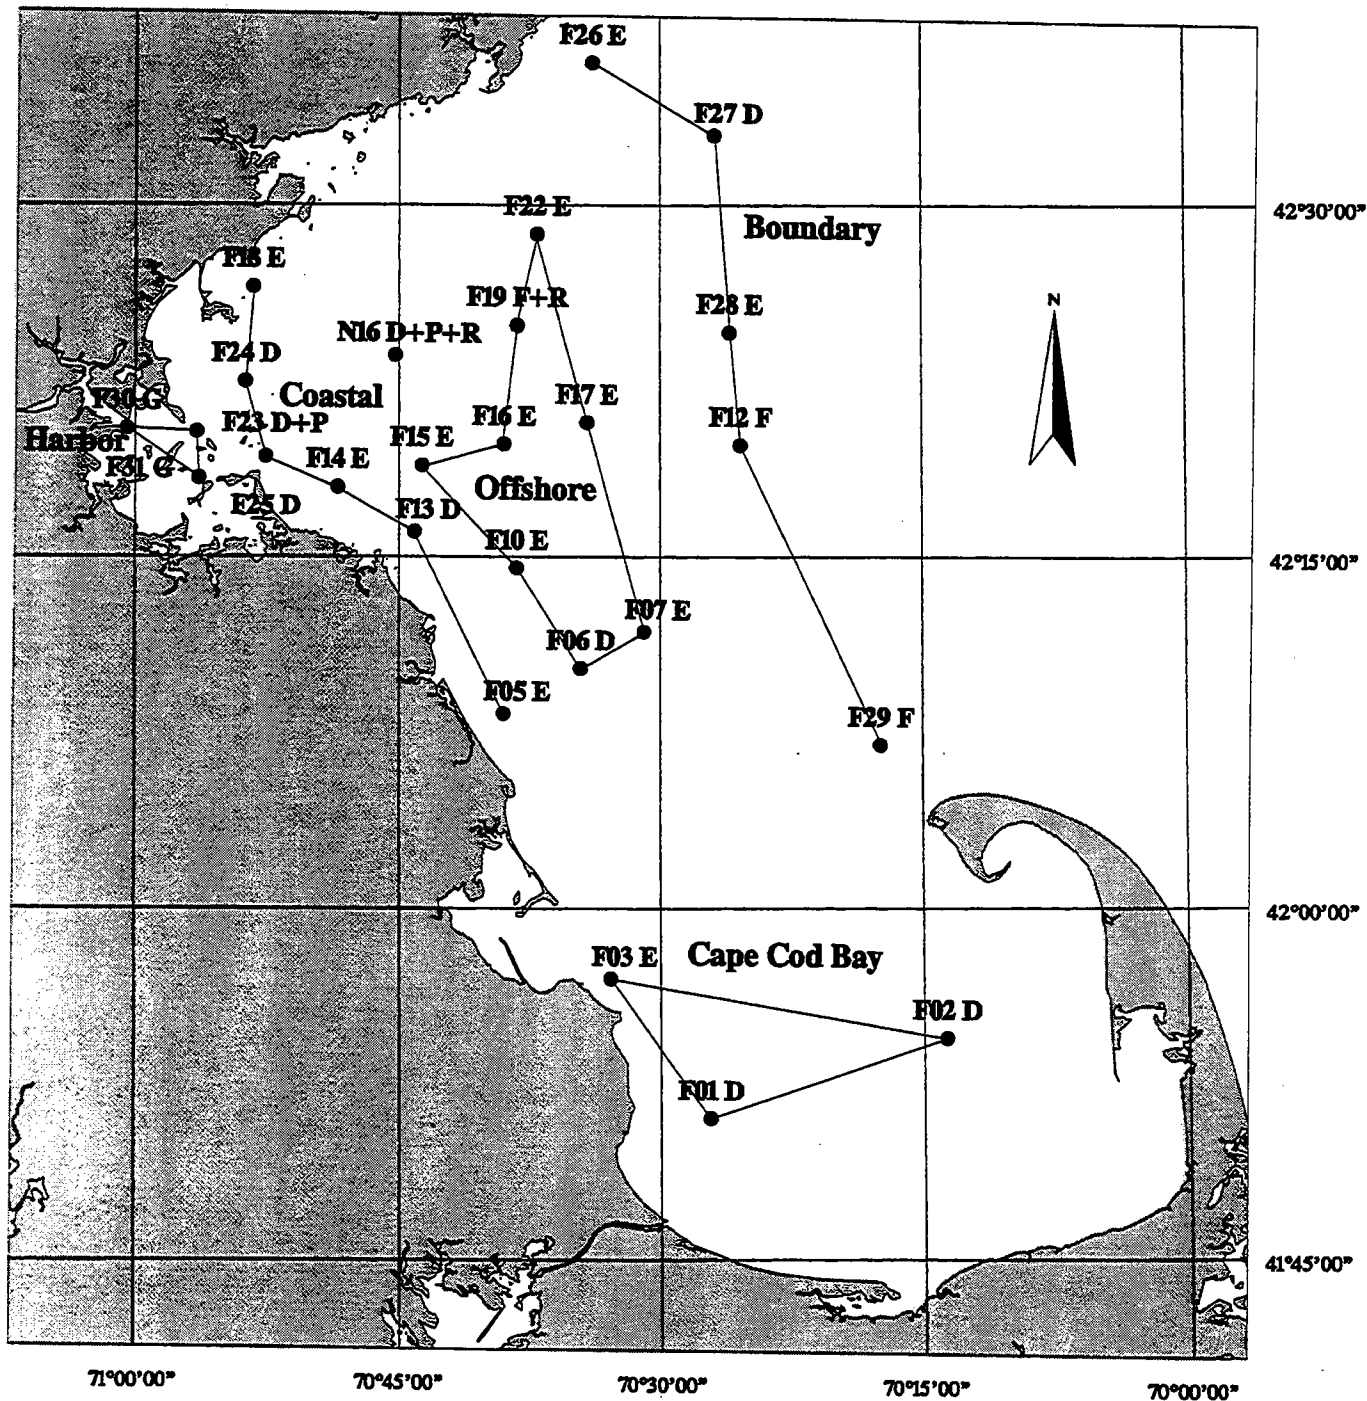 F26 E
F27 D
42°30'00"
F22 E
Boundary
F18 E
F19 F+R
N
F28 E
N16 D+P+R
F24 D
Coastal
F30 G
F17 E
F12 F
F23 D+P
F16 E
Harbor
F15 E
F14 E
F31 G
Offshore
F25 D
F13 D
F10 E
42°15'00"
F07 E
F06 D
F05 E
F29 F
42°00'00"
F03 E
Cape Cod Bay
F02 D
F01 D
41°45'00"
71°00'00"
70°45'00"
70°30'00"
70°15'00"
70°00'00"